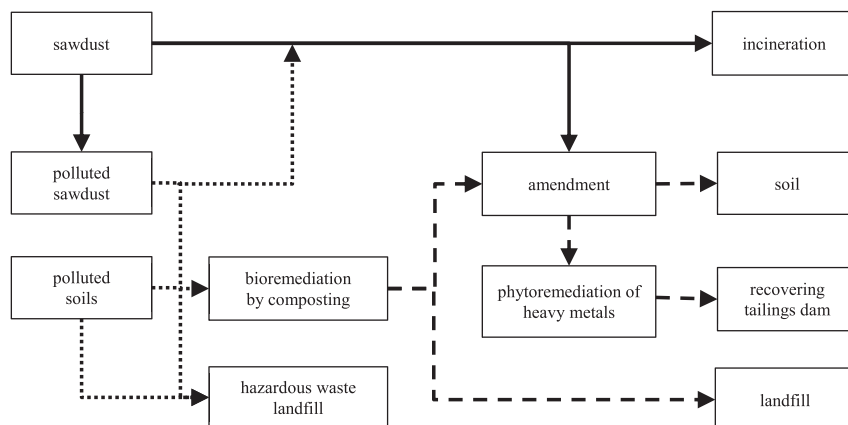 sawdust
incineration
polluted
sawdust
amendment
soil
polluted
soils
bioremediation
by composting
phytoremediation of
heavy metals
recovering
tailings dam
hazardous waste
landfill
landfill